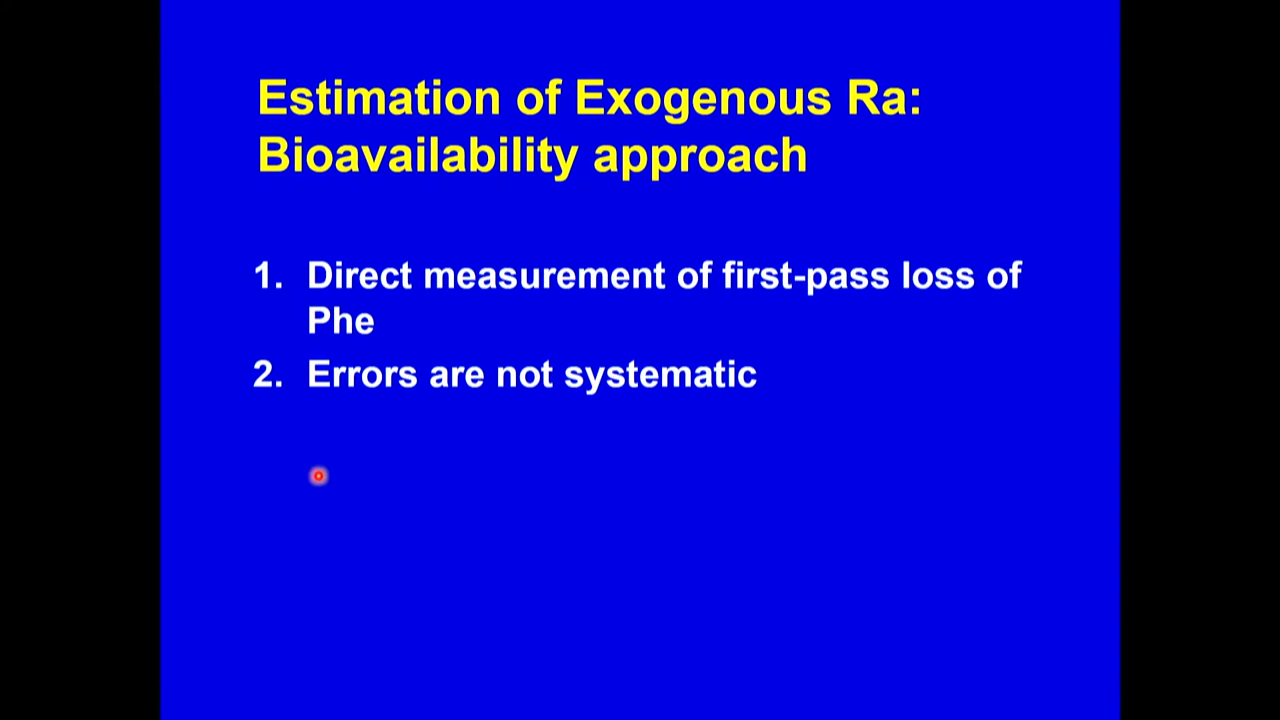 Estimation of Exogenous Ra:
Bioavailability approach
1. Direct measurement of first-pass loss of
Phe
2. Errors are not systematic